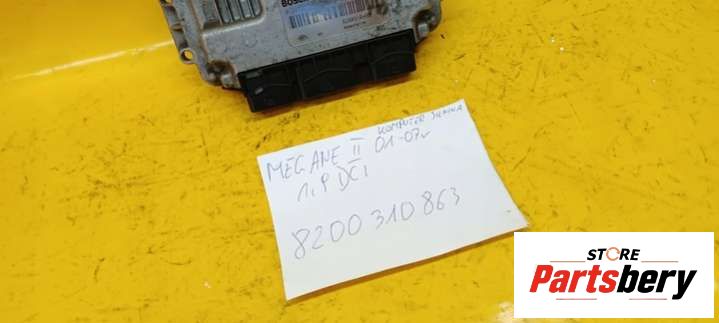 BOSCH
KOMPUTER SILNIKA
MEGANE II 01-07r
1,9 DCI
8200 310 863
STORE
Partsbery